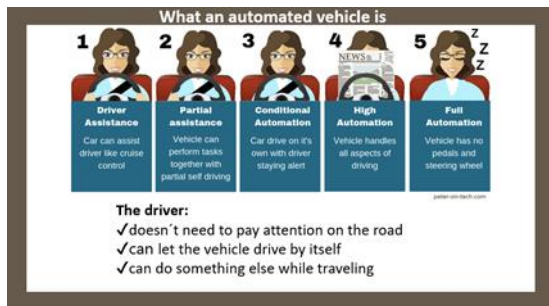 What an automated vehicle is
1 2 3 4 5
Z
Z
Z
NEWS
Driver
Assistance
Car can assist
driver like cruise
control
Partial
assistance
Vehicle can
perform tasks
together with
partial self driving
Conditional
Automation
Car drive on it's
own with driver
staying alert
High
Automation
Vehicle handles
all aspects of
driving
Full
Automation
Vehicle has no
pedals and
steering wheel
peter-on-tech.com
The driver:
✓doesn´t need to pay attention on the road
✓can let the vehicle drive by itself
✓can do something else while traveling